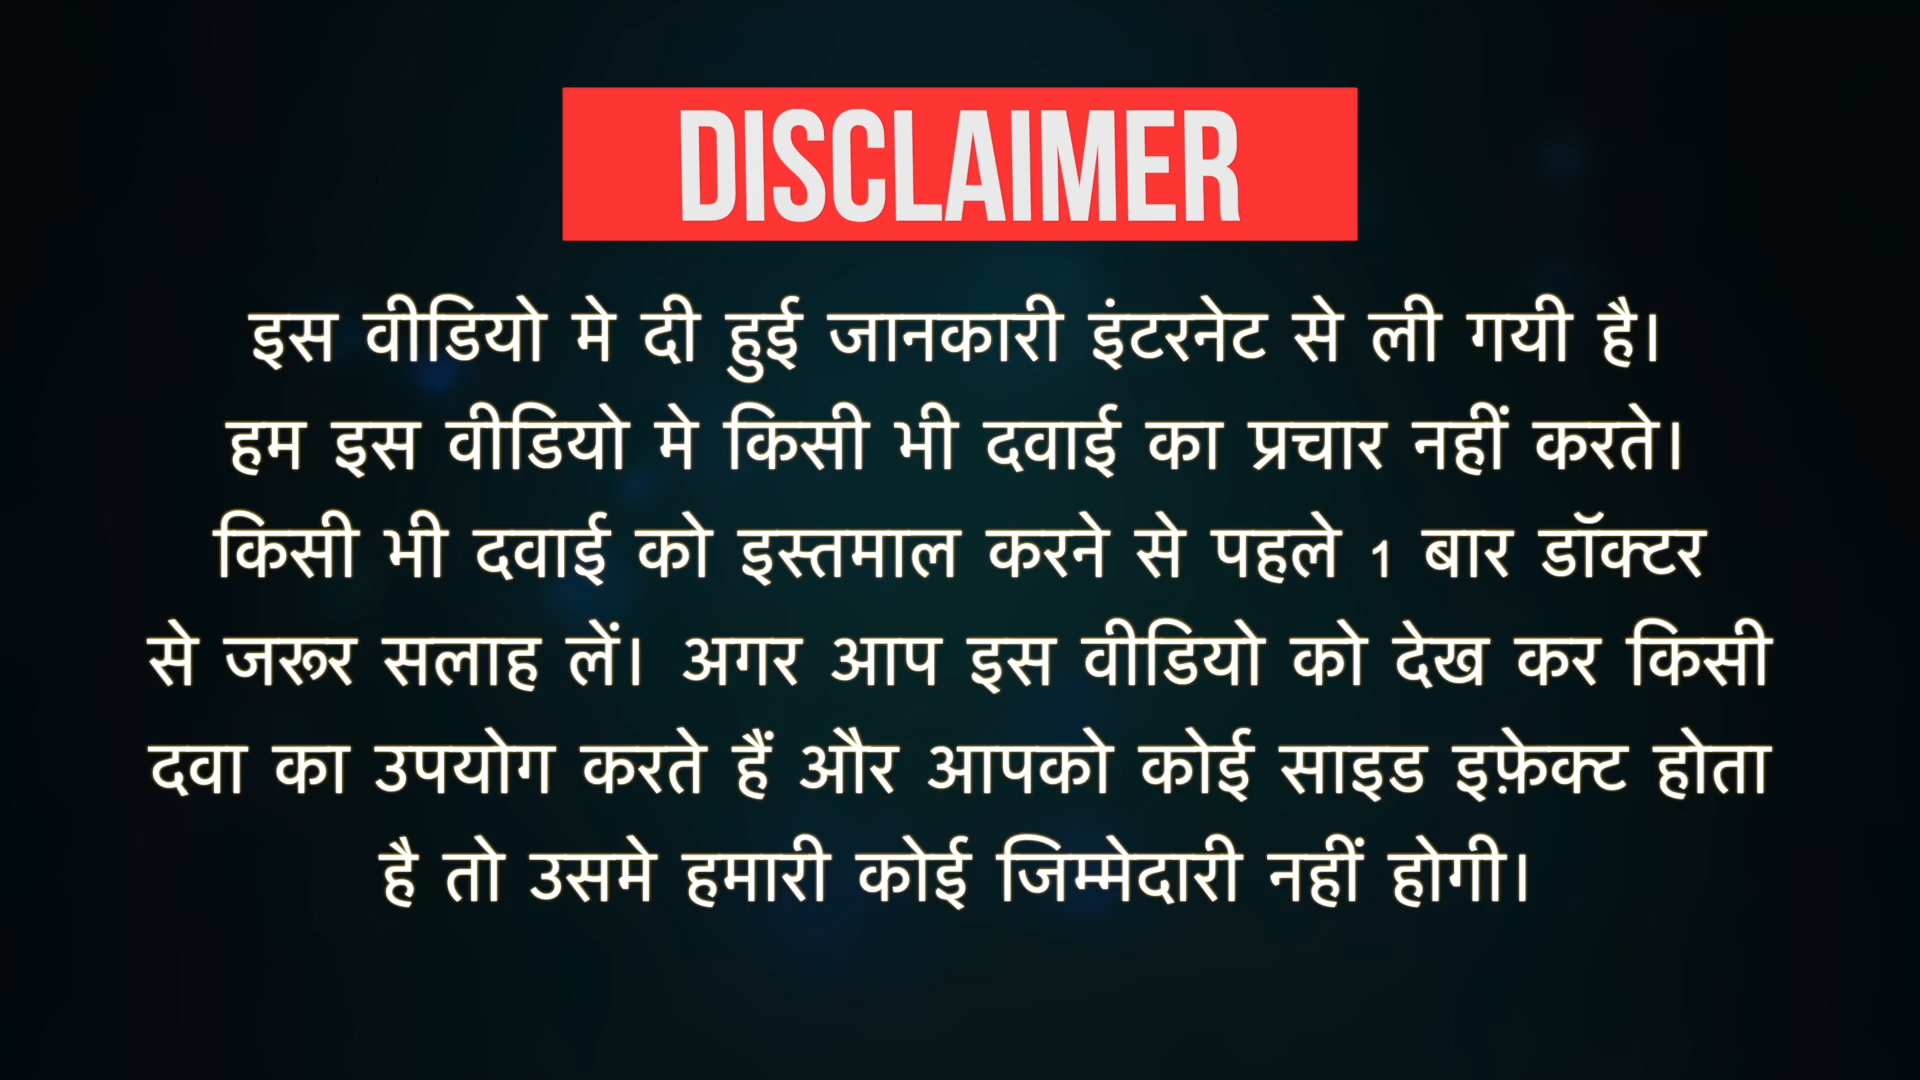 DISCLAIMER
इस वीडियो मे दी हुई जानकारी इंटरनेट से ली गयी है।
हम इस वीडियो मे किसी भी दवाई का प्रचार नहीं करते।
किसी भी दवाई को इस्तमाल करने से पहले 1 बार डॉक्टर
से जरूर सलाह लें। अगर आप इस वीडियो को देख कर किसी
दवा का उपयोग करते हैं और आपको कोई साइड इफ़ेक्ट होता
है तो उसमे हमारी कोई जिम्मेदारी नहीं होगी।